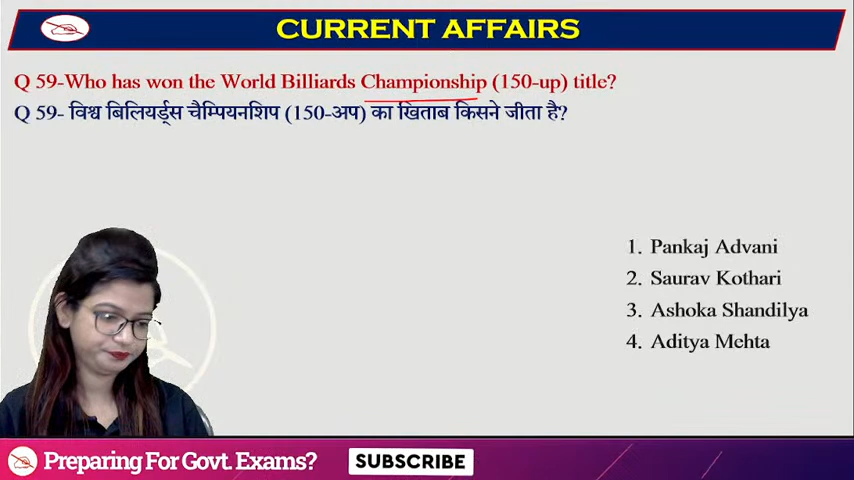 CURRENT AFFAIRS
Q 59-Who has won the World Billiards Championship (150-up) title?
Q 59- विश्व बिलियर्ड्स चैम्पियनशिप (150-अप) का खिताब किसने जीता है?
1. Pankaj Advani
2. Saurav Kothari
3. Ashoka Shandilya
4. Aditya Mehta
Preparing For Govt. Exams? SUBSCRIBE